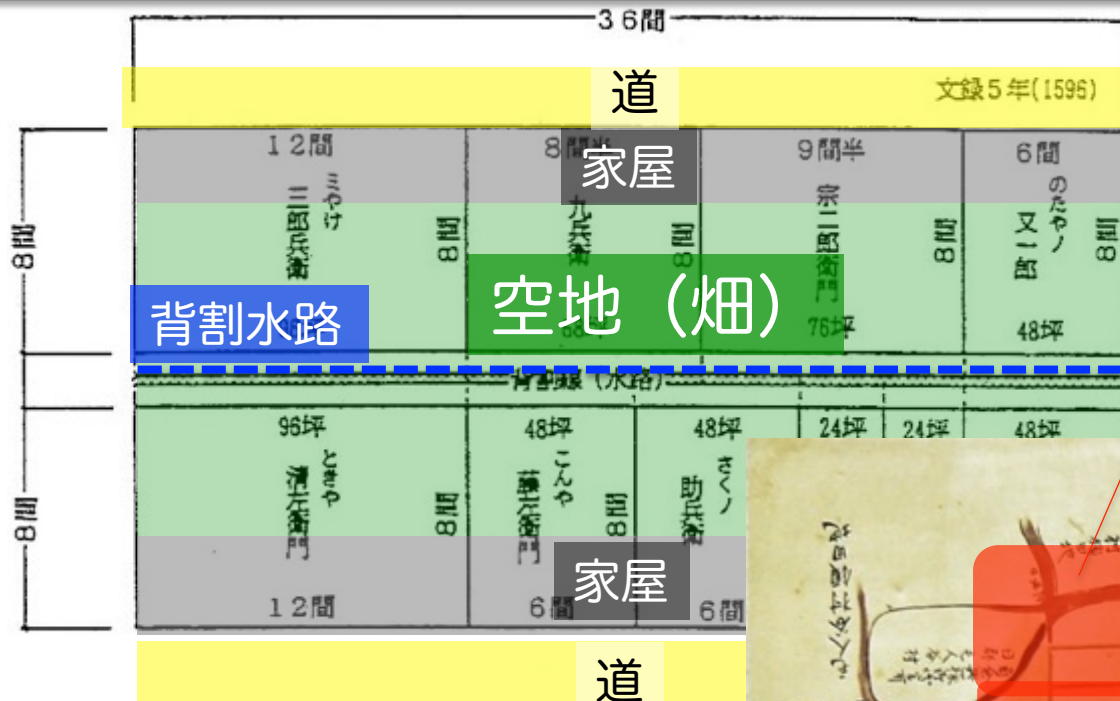 36間
道
文録5年(1596)
12間
8間半
9間半
6間
家屋
8間
ミやけ
三郎兵衛
8間
九兵衛
8間
宗二郎衛門
8間
のたやノ
又一郎
8間
空地（畑）
背割水路
76坪
48坪
背割線（水路）
96坪
48坪
48坪
24坪
24坪
48坪
8間
ときや
清左衛門
8間
こんや
藤兵衛門
8間
さくノ
助兵衛
家屋
12間
6間
6間
道